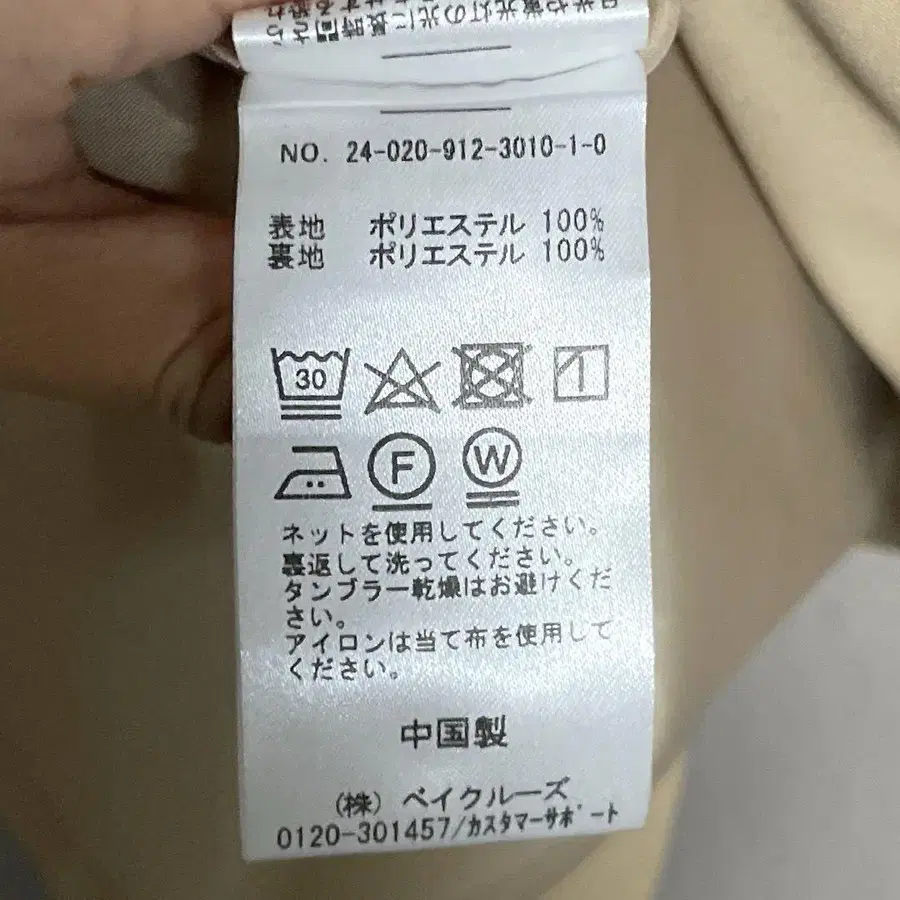 NO. 24-020-912-3010-1-0
表地 ポリエステル 100%
裏地 ポリエステル 100%
30
F W
ネットを使用してください。
裏返して洗ってください。
タンブラー乾燥はお避けくだ
さい。
アイロンは当て布を使用して
ください。
中国製
(株) ベイクルーズ
0120-301457/カスタマーサポート